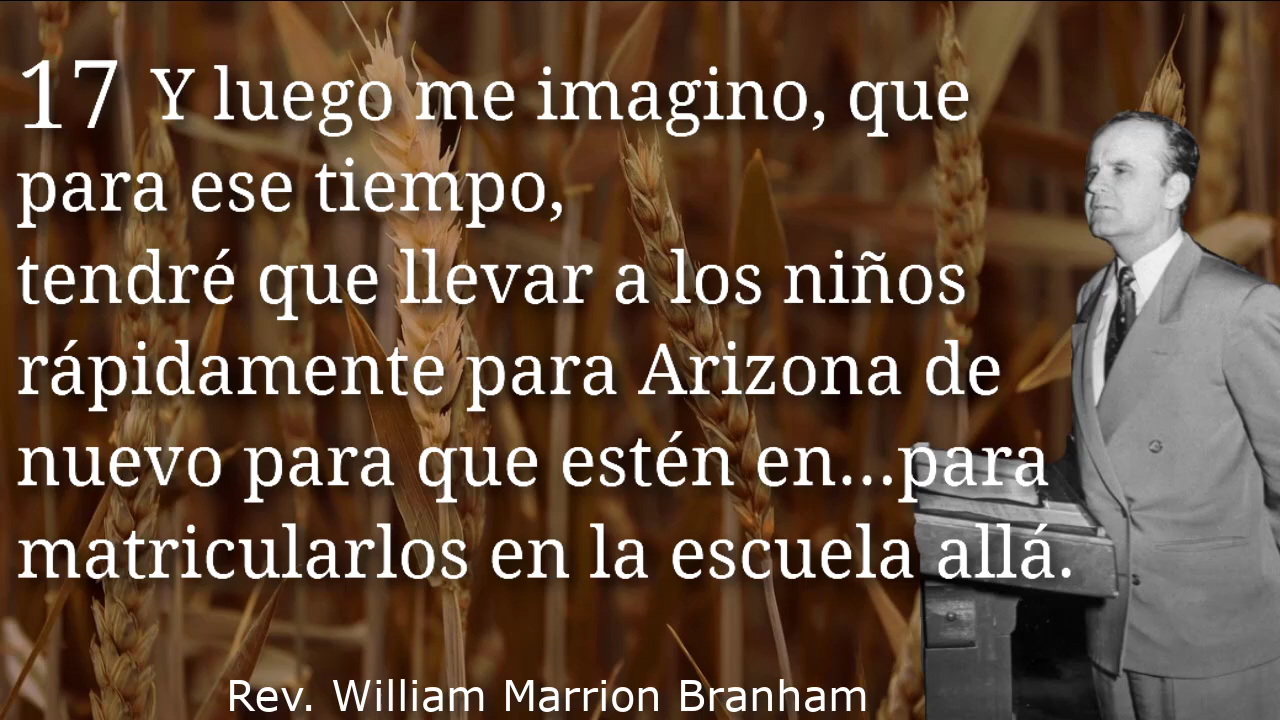 17 Y luego me imagino, que
para ese tiempo,
tendré que llevar a los niños
rápidamente para Arizona de
nuevo para que estén en...para
matricularlos en la escuela allá.
Rev. William Marrion Branham